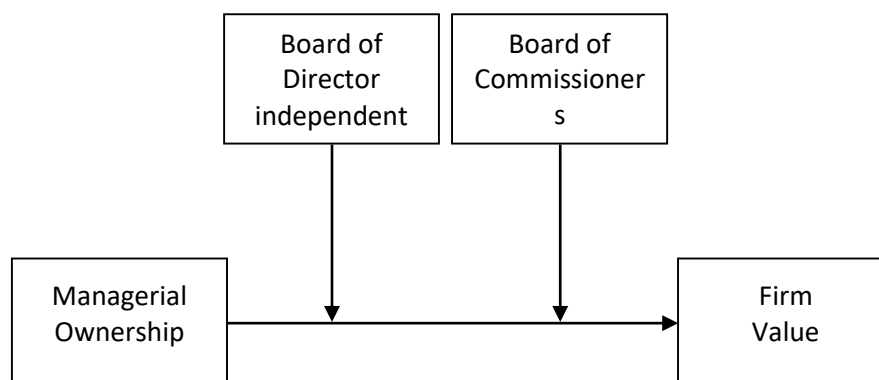 Board of
Director
independent
Board of
Commissioner
s
Managerial
Ownership
Firm
Value